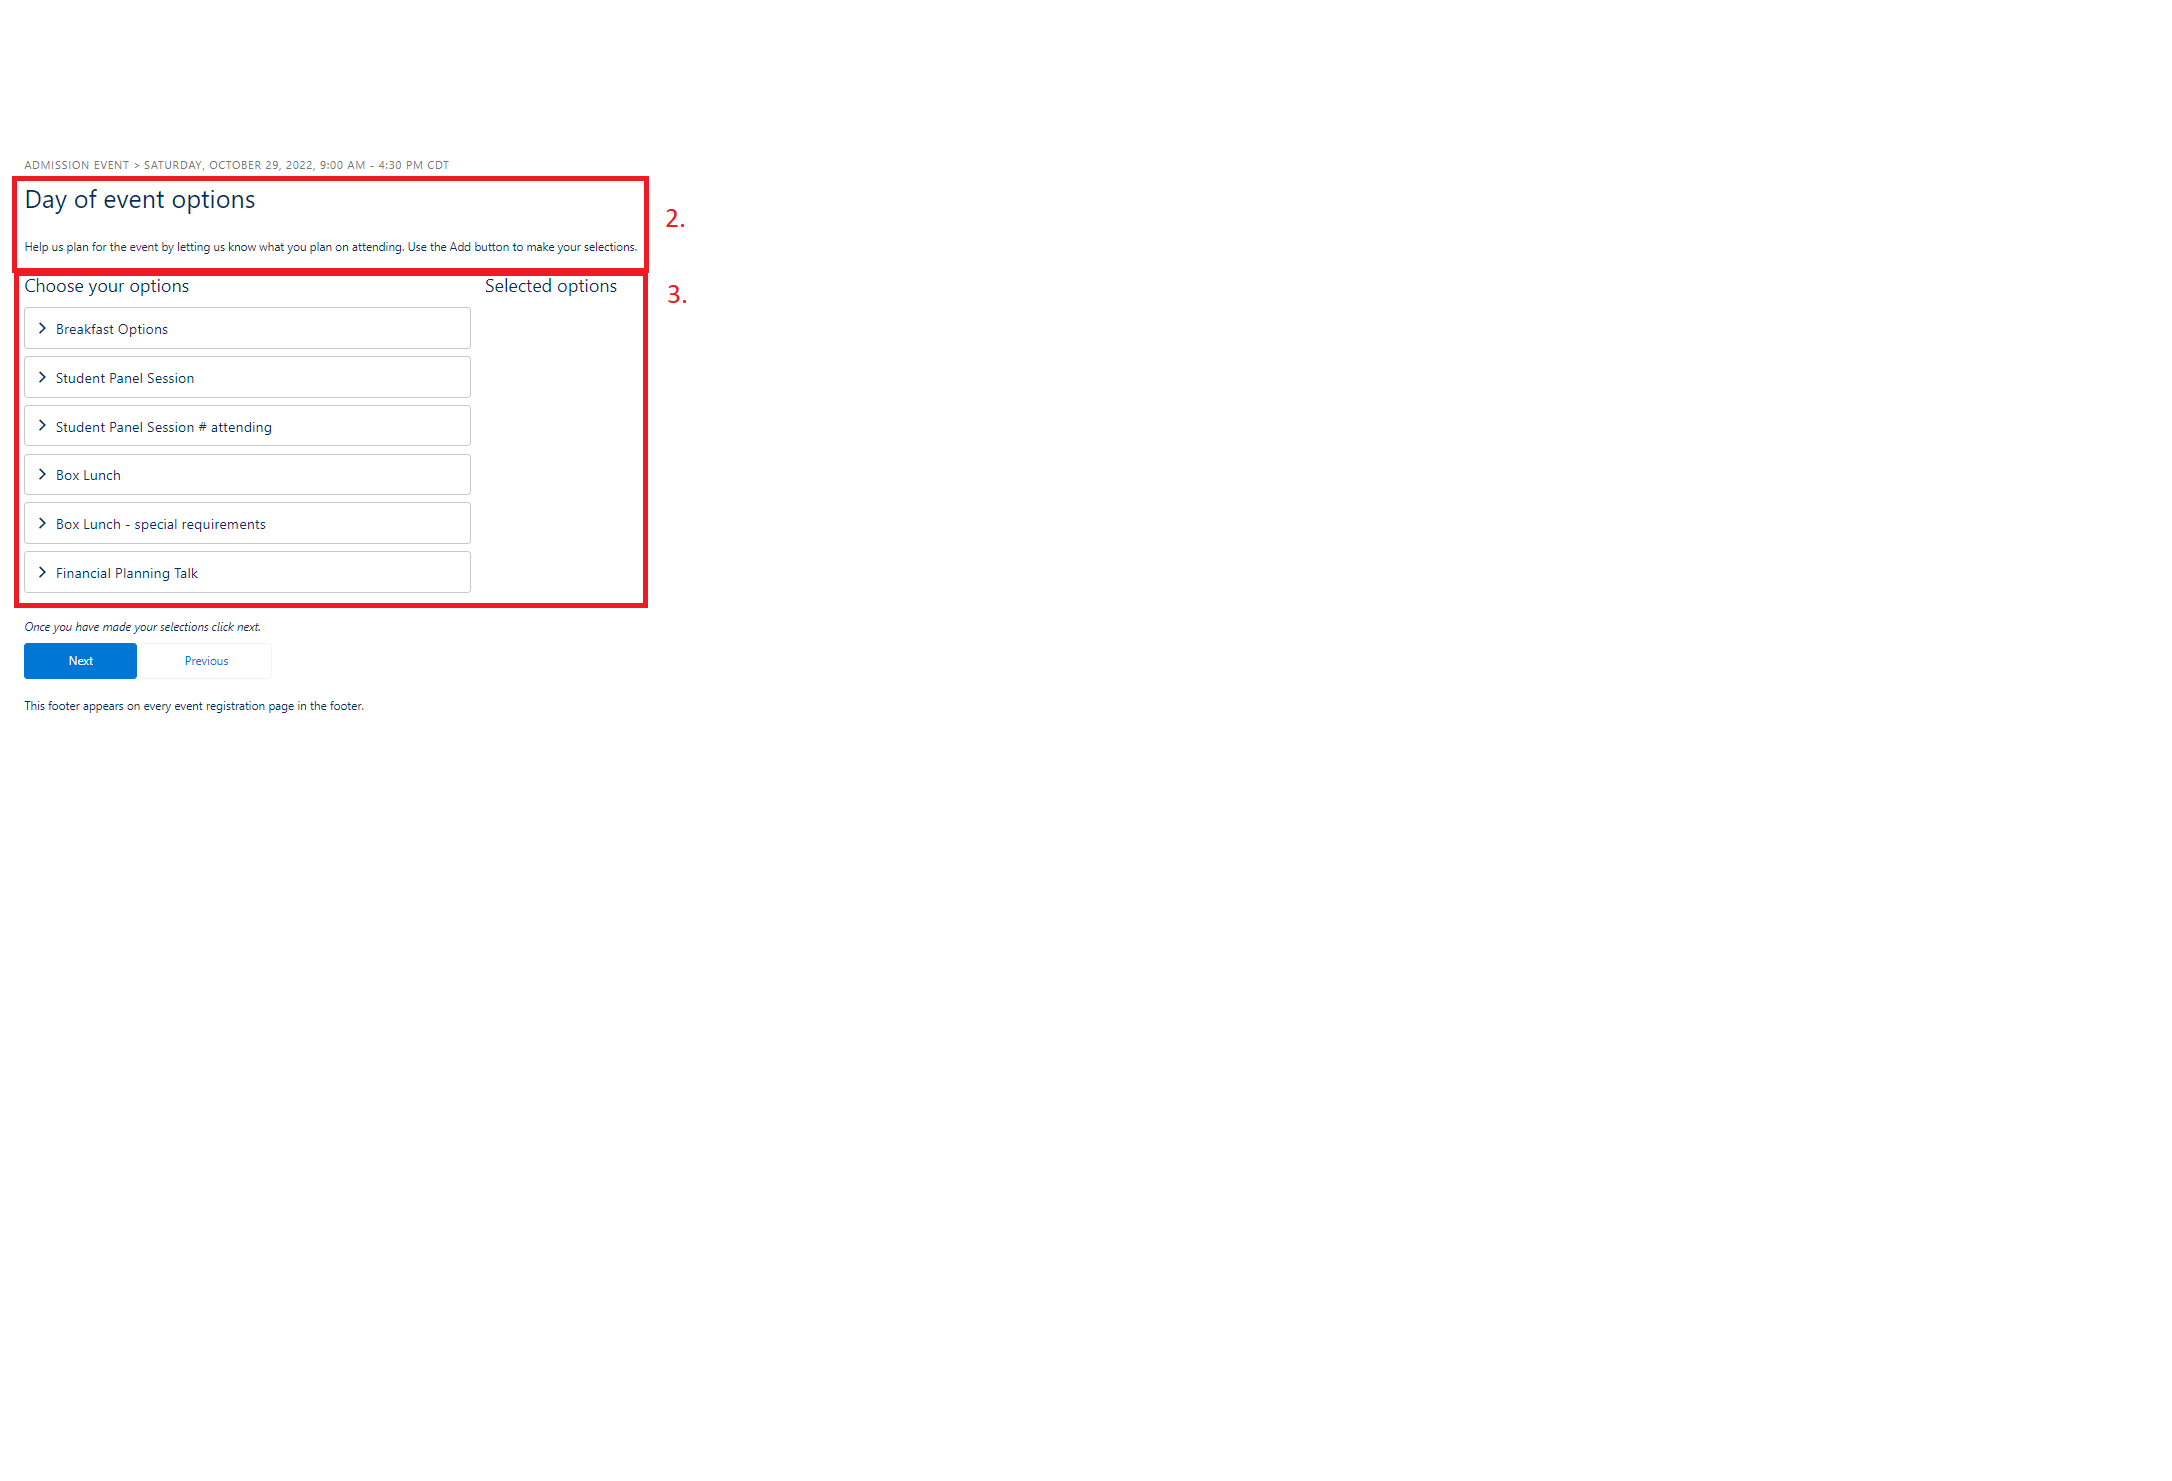 ADMISSION EVENT > SATURDAY, OCTOBER 29, 2022, 9:00 AM - 4:30 PM CDT
Day of event options
2.
Help us plan for the event by letting us know what you plan on attending. Use the Add button to make your selections.
Choose your options
Selected options
3.
Breakfast Options
Student Panel Session
Student Panel Session # attending
Box Lunch
Box Lunch - special requirements
Financial Planning Talk
Once you have made your selections click next.
Next
Previous
This footer appears on every event registration page in the footer.